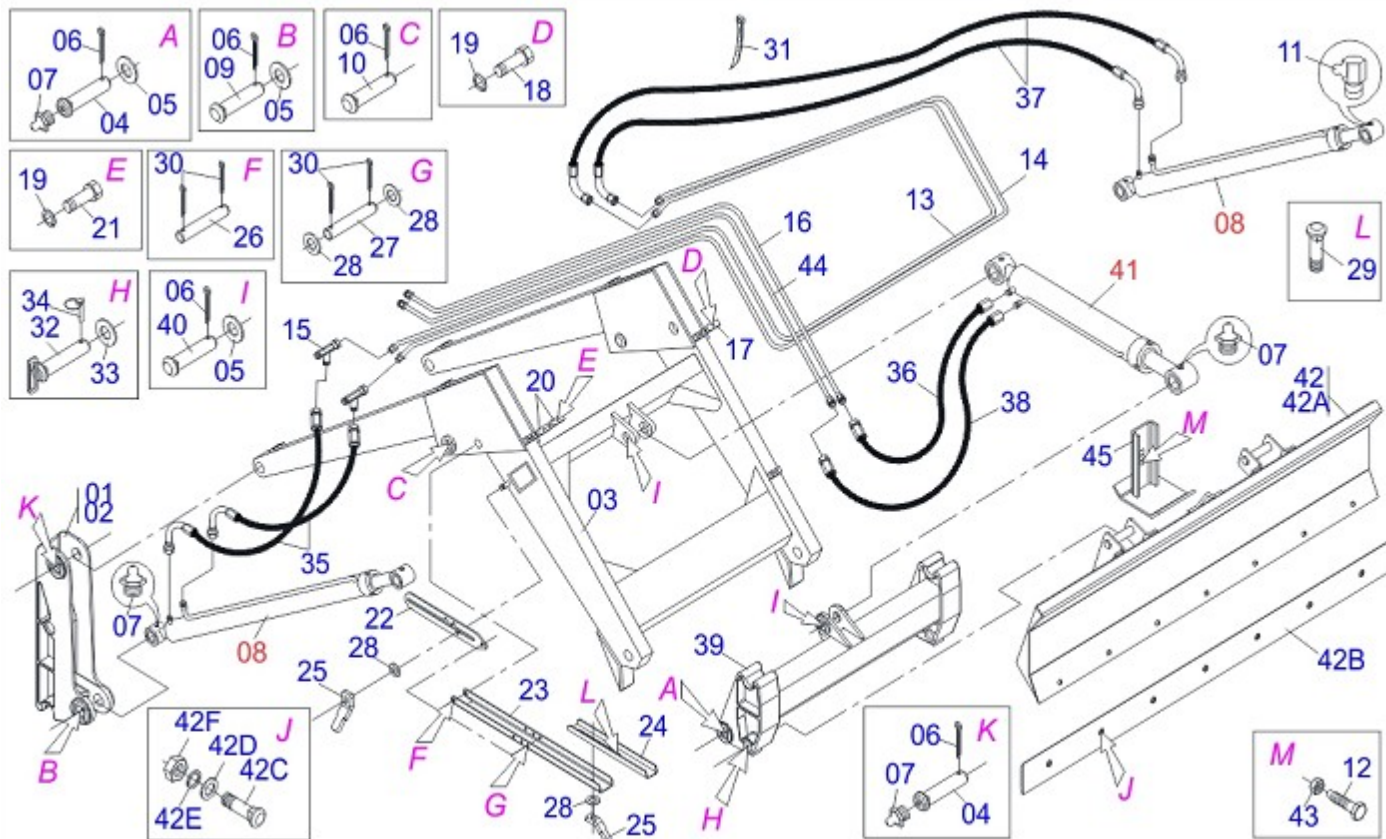 06 A
07
04 05
06 B
09
05
06 C
10
D
19
18
31
37
11
08
14
13
16
44
E
19
21
30 F
26
30 G
28
27
28
L
29
H
34
32
33
I
06
40
05
15
D
17
E
20
41
07
36
38
42
42A
M
45
C
I
03
K
01
02
35
07
08
22
28
25
23
L
24
F
G
28
25
B
42F
J
42D
42C
42E
I
39
A
H
06 K
07
04
42B
J
M
12
43